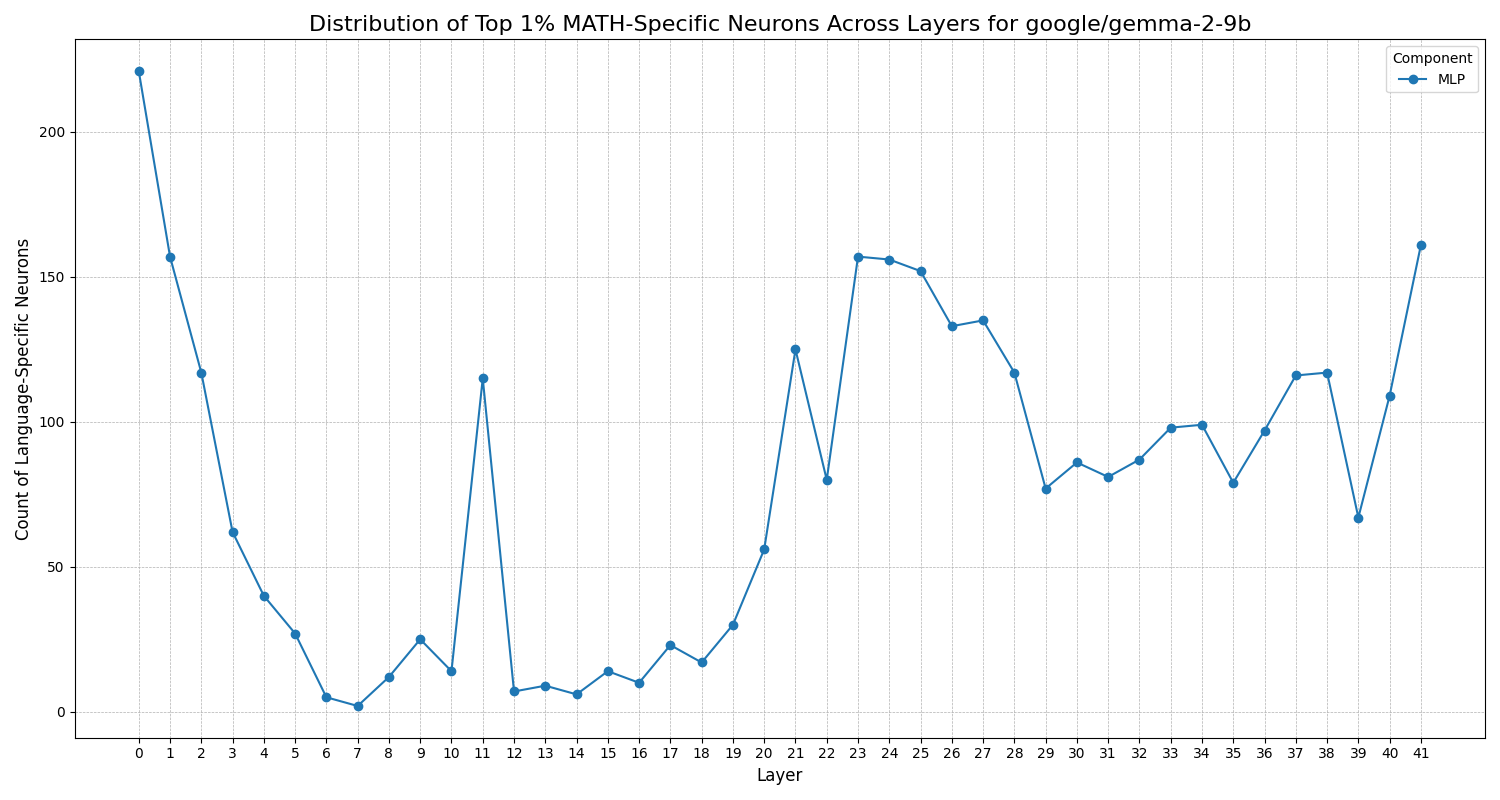 Distribution of Top 1% MATH-Specific Neurons Across Layers for google/gemma-2-9b
Component
MLP
Count of Language-Specific Neurons
200
150
100
50
0
0 1 2 3 4 5 6 7 8 9 10 11 12 13 14 15 16 17 18 19 20 21 22 23 24 25 26 27 28 29 30 31 32 33 34 35 36 37 38 39 40 41
Layer